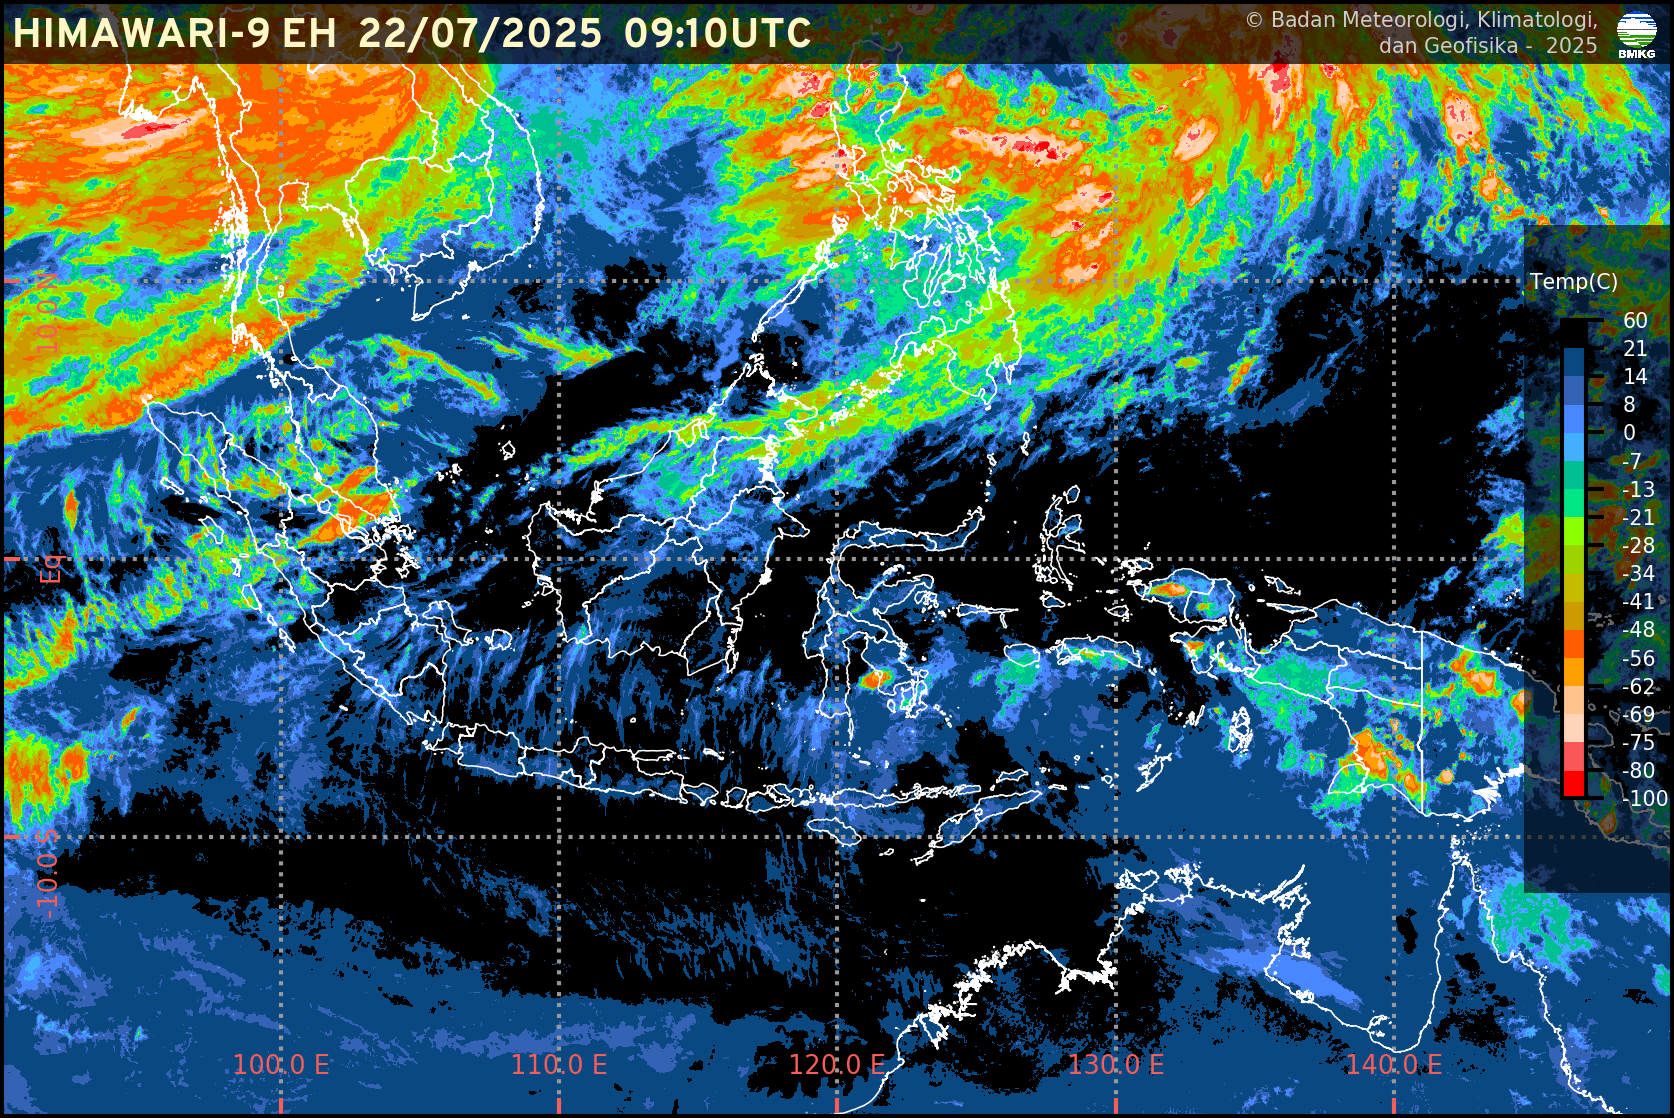 HIMAWARI-9 EH 22/07/2025 09:10UTC
© Badan Meteorologi, Klimatologi,
dan Geofisika - 2025
BMKG
Temp(C)
60
21
14
8
0
-7
-13
-21
-28
-34
-41
-48
-56
-62
-69
-75
-80
-100
10.0 N
Eq
-10.0 S
100.0 E
110.0 E
120.0 E
130.0 E
140.0 E